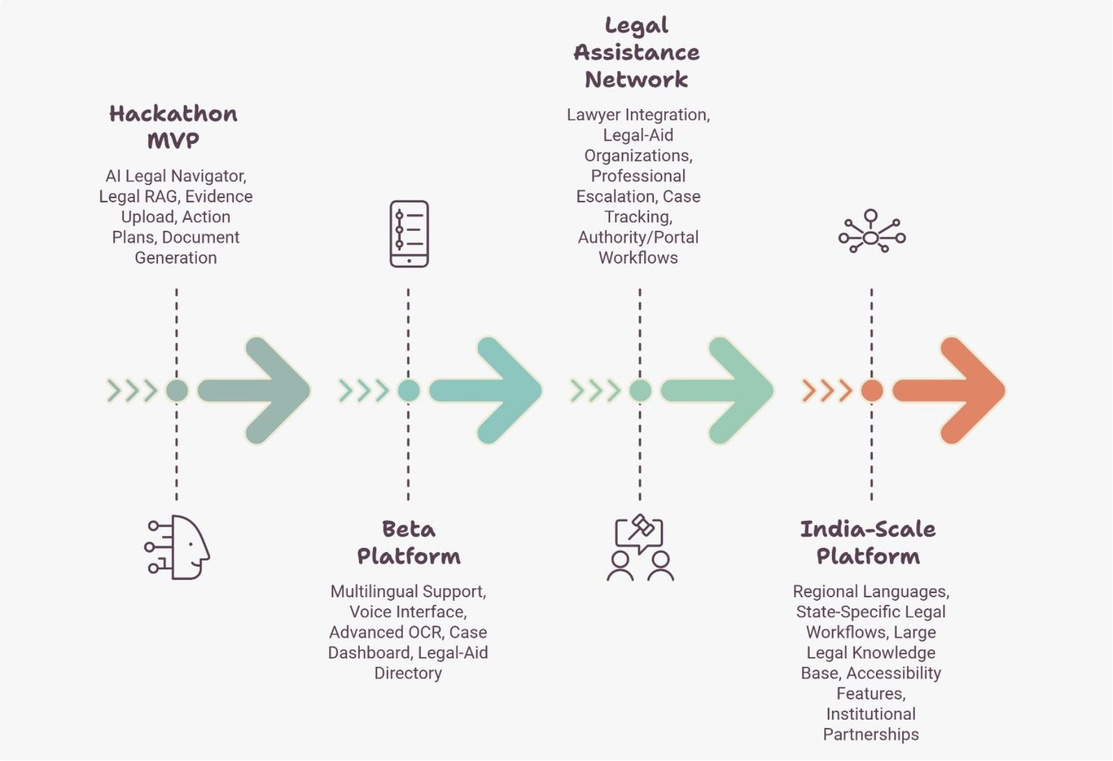 Hackathon
MVP
AI Legal Navigator,
Legal RAG, Evidence
Upload, Action
Plans, Document
Generation
Beta
Platform
Multilingual Support,
Voice Interface,
Advanced OCR, Case
Dashboard, Legal-Aid
Directory
Legal
Assistance
Network
Lawyer Integration,
Legal-Aid
Organizations,
Professional
Escalation, Case
Tracking,
Authority/Portal
Workflows
India-Scale
Platform
Regional Languages,
State-Specific Legal
Workflows, Large
Legal Knowledge
Base, Accessibility
Features,
Institutional
Partnerships